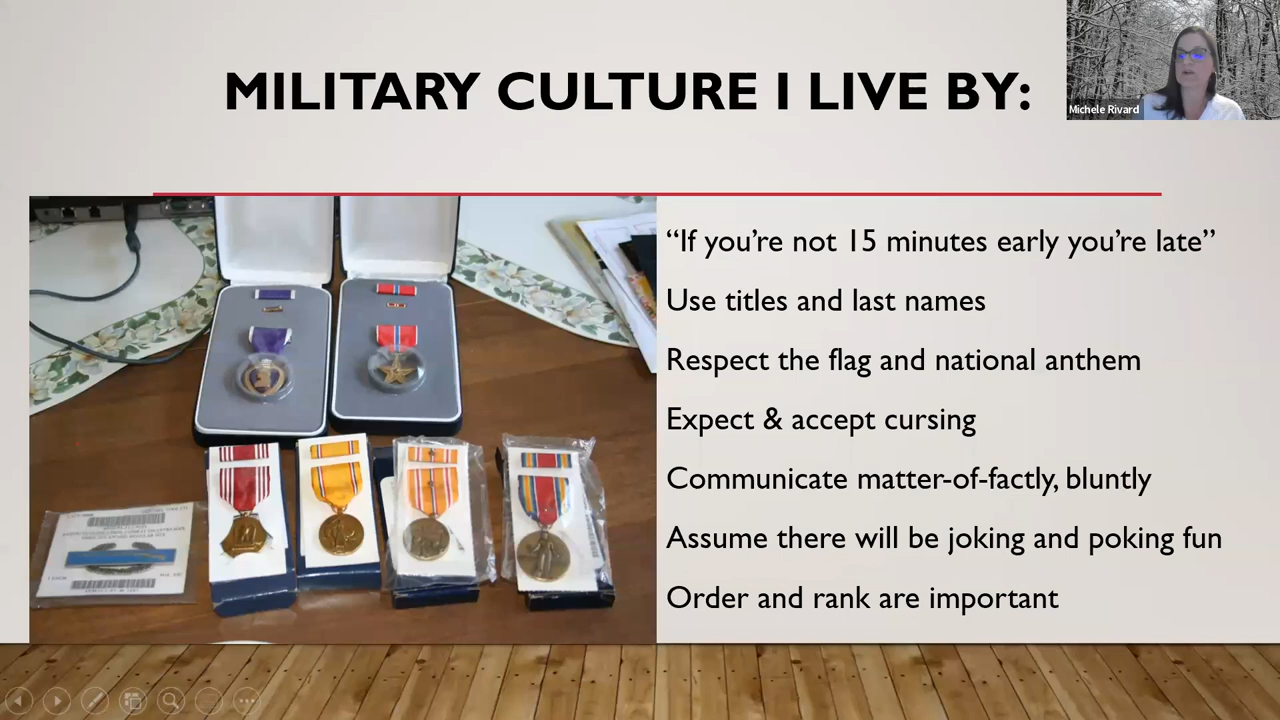 MILITARY CULTURE I LIVE BY:
Michele Rivard
“If you’re not 15 minutes early you’re late”
Use titles and last names
Respect the flag and national anthem
Expect & accept cursing
Communicate matter-of-factly, bluntly
Assume there will be joking and poking fun
Order and rank are important